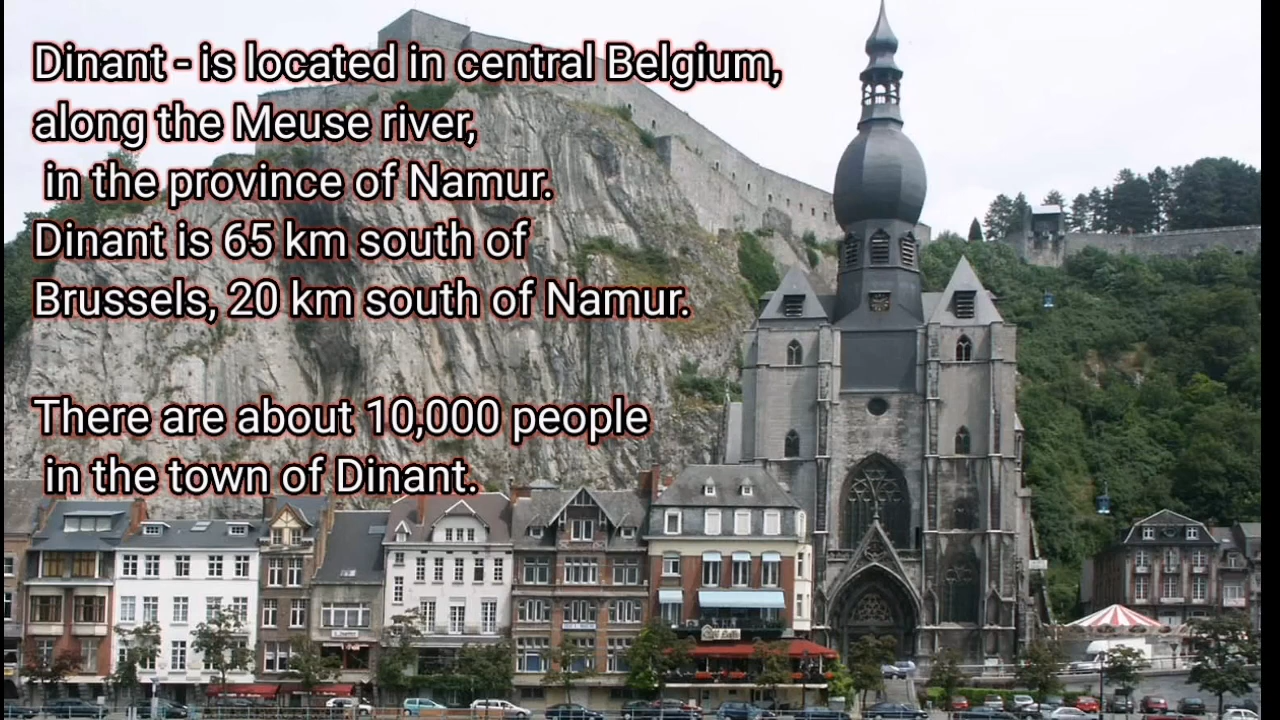 Dinant - is located in central Belgium,
along the Meuse river,
in the province of Namur.
Dinant is 65 km south of
Brussels, 20 km south of Namur.
There are about 10,000 people
in the town of Dinant.